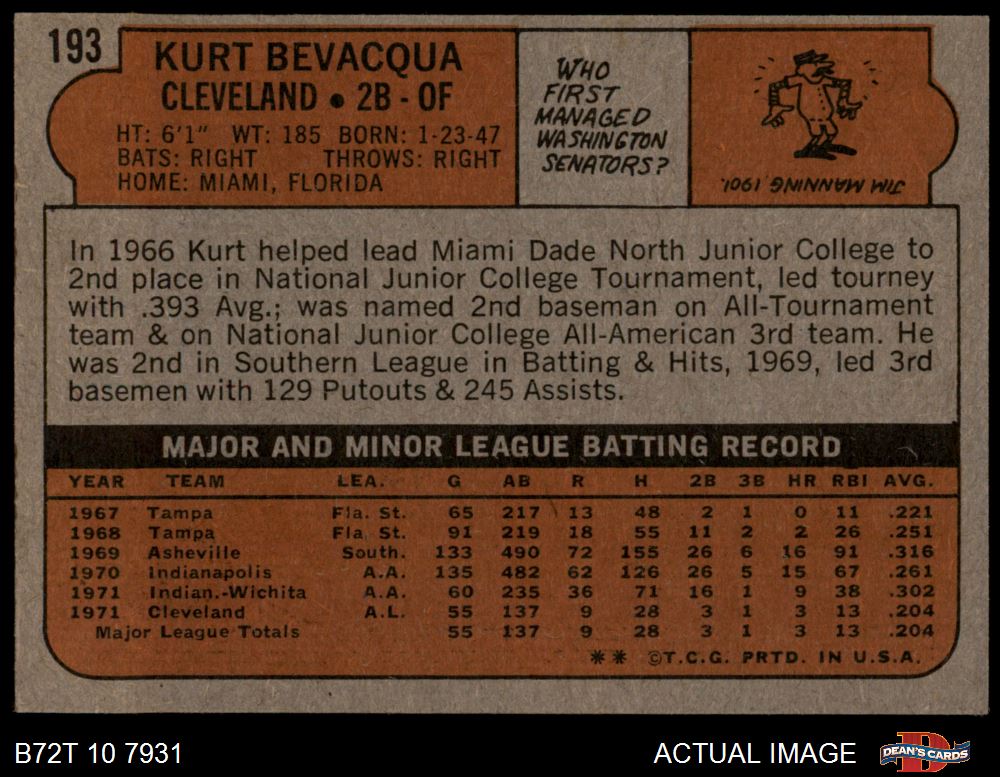 193
KURT BEVACQUA
CLEVELAND • 2B - OF
HT: 6'1" WT: 185 BORN: 1-23-47
BATS: RIGHT THROWS: RIGHT
HOME: MIAMI, FLORIDA
WHO
FIRST
MANAGED
WASHINGTON
SENATORS?
JIM MANNING, 1901.
In 1966 Kurt helped lead Miami Dade North Junior College to
2nd place in National Junior College Tournament, led tourney
with .393 Avg.; was named 2nd baseman on All-Tournament
team & on National Junior College All-American 3rd team. He
was 2nd in Southern League in Batting & Hits, 1969, led 3rd
basemen with 129 Putouts & 245 Assists.
MAJOR AND MINOR LEAGUE BATTING RECORD
YEAR TEAM LEA. G AB R H 2B 3B HR RBI AVG.
1967 Tampa Fla. St. 65 217 13 48 2 1 0 11 .221
1968 Tampa Fla. St. 91 219 18 55 11 2 2 26 .251
1969 Asheville South. 133 490 72 155 26 6 16 91 .316
1970 Indianapolis A.A. 135 482 62 126 26 5 15 67 .261
1971 Indian.-Wichita A.A. 60 235 36 71 16 1 9 38 .302
1971 Cleveland A.L. 55 137 9 28 3 1 3 13 .204
Major League Totals 55 137 9 28 3 1 3 13 .204
** ©T.C.G. PRTD. IN U.S.A.
B72T 10 7931
ACTUAL IMAGE
D
DEAN'S CARDS